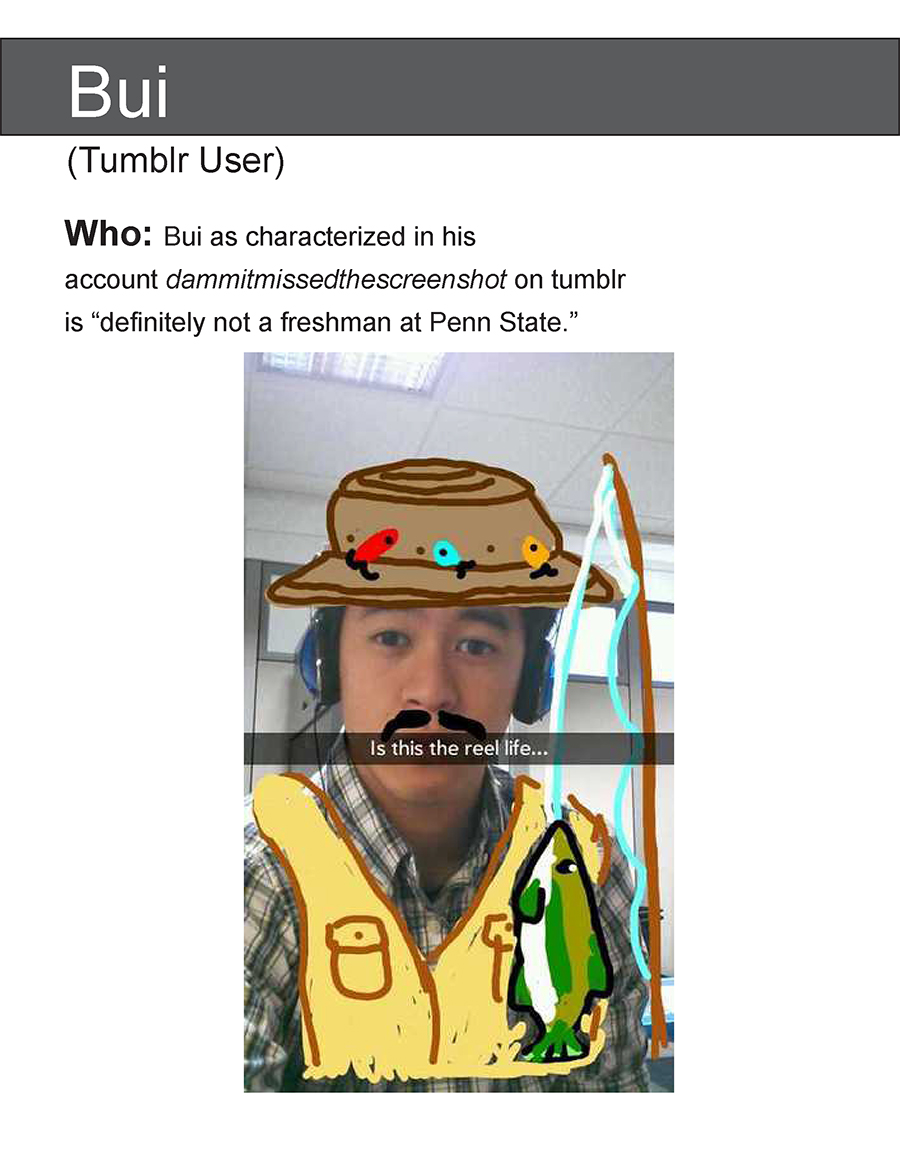 Bui
(Tumblr User)
Who: Bui as characterized in his
account dammitmissedthescreenshot on tumblr
is “definitely not a freshman at Penn State.”
Is this the reel life...